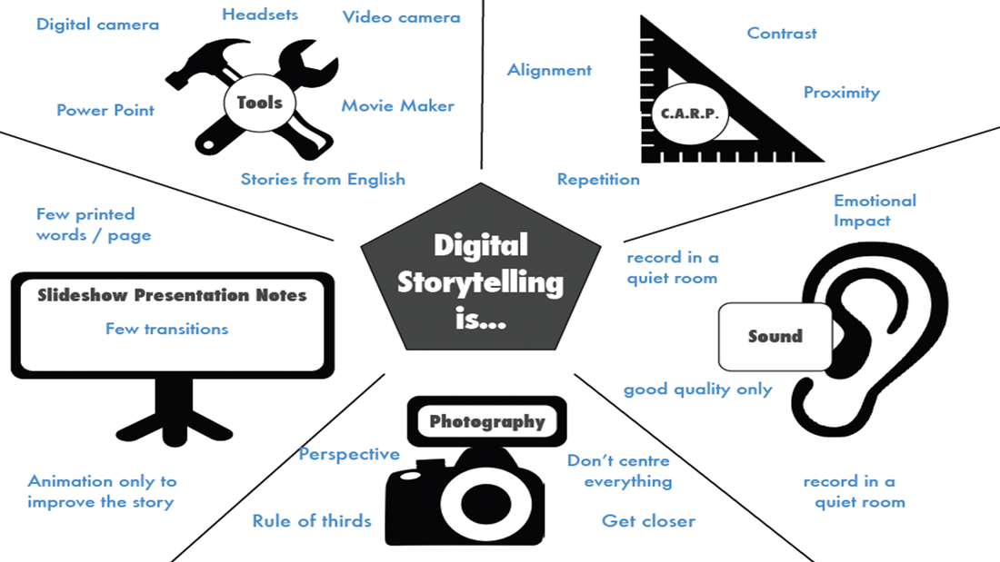 Digital camera
Headsets
Video camera
Power Point
Tools
Movie Maker
Stories from English
Alignment
Contrast
C.A.R.P.
Proximity
Repetition
Digital
Storytelling
is...
Few printed
words / page
Slideshow Presentation Notes
Few transitions
Animation only to
improve the story
Photography
Perspective
Don't centre
everything
Rule of thirds
Get closer
Emotional
Impact
record in a
quiet room
Sound
good quality only
record in a
quiet room